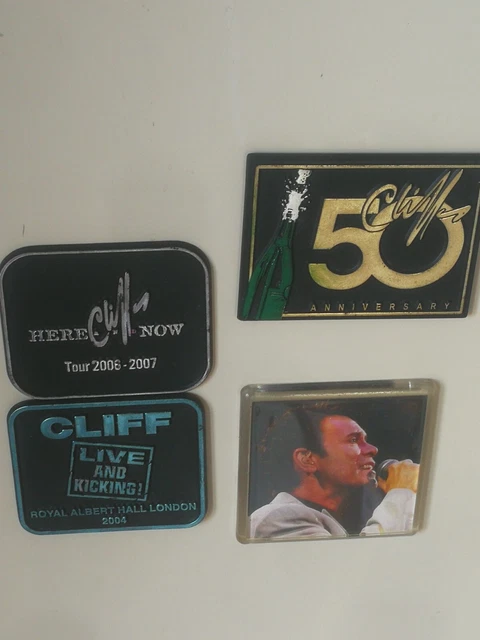 Cliff
50
ANNIVERSARY
Cliff
HERE NOW
Tour 2006-2007
CLIFF
LIVE
AND
KICKING!
ROYAL ALBERT HALL LONDON
2004